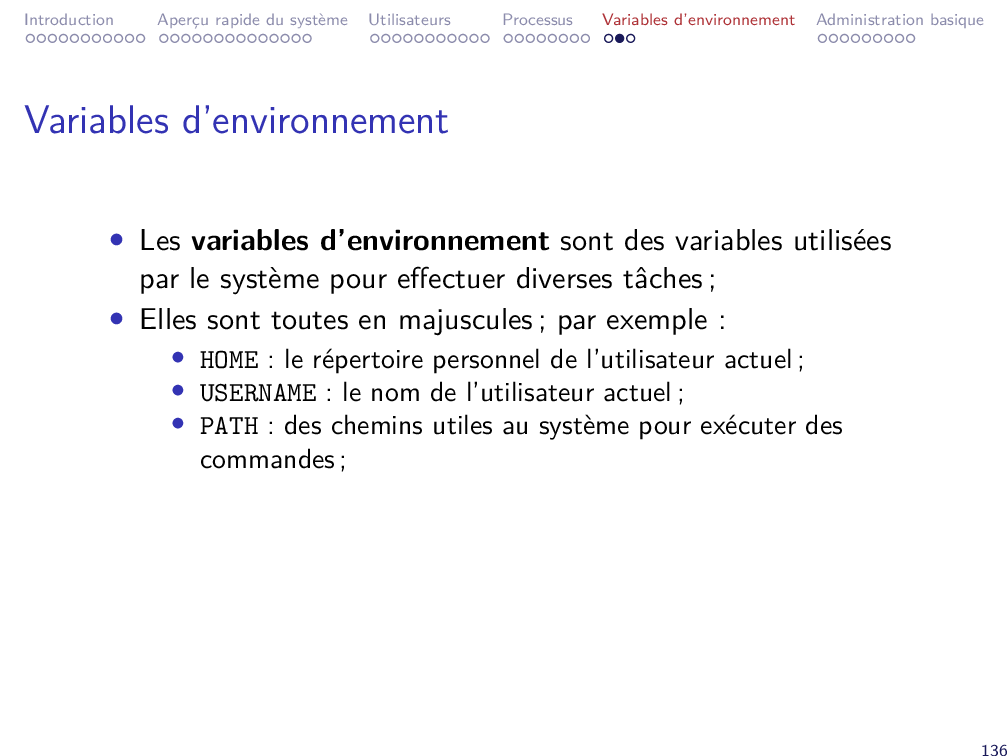 Introduction Aperçu rapide du système Utilisateurs Processus Variables d'environnement Administration basique
Variables d'environnement
• Les variables d'environnement sont des variables utilisées
par le système pour effectuer diverses tâches ;
• Elles sont toutes en majuscules ; par exemple :
• HOME : le répertoire personnel de l'utilisateur actuel ;
• USERNAME : le nom de l'utilisateur actuel ;
• PATH : des chemins utiles au système pour exécuter des
commandes ;
136